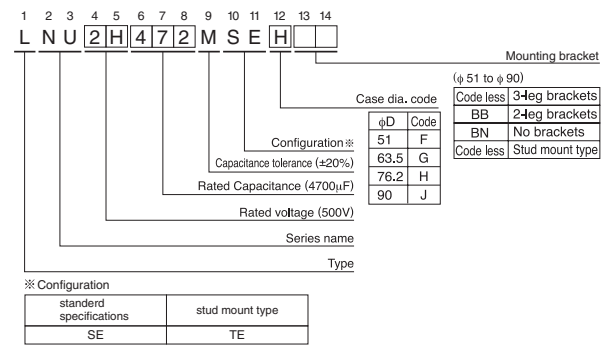 1 2 3 4 5 6 7 8 9 10 11 12 13 14
L N U 2 H 4 7 2 M S E H
Mounting bracket
(φ 51 to φ 90)
Code less 3-leg brackets
BB 2-leg brackets
BN No brackets
Code less Stud mount type
Case dia. code
φD Code
51 F
63.5 G
76.2 H
90 J
Configuration※
Capacitance tolerance (±20%)
Rated Capacitance (4700μF)
Rated voltage (500V)
Series name
Type
※ Configuration
standerd specifications stud mount type
SE TE